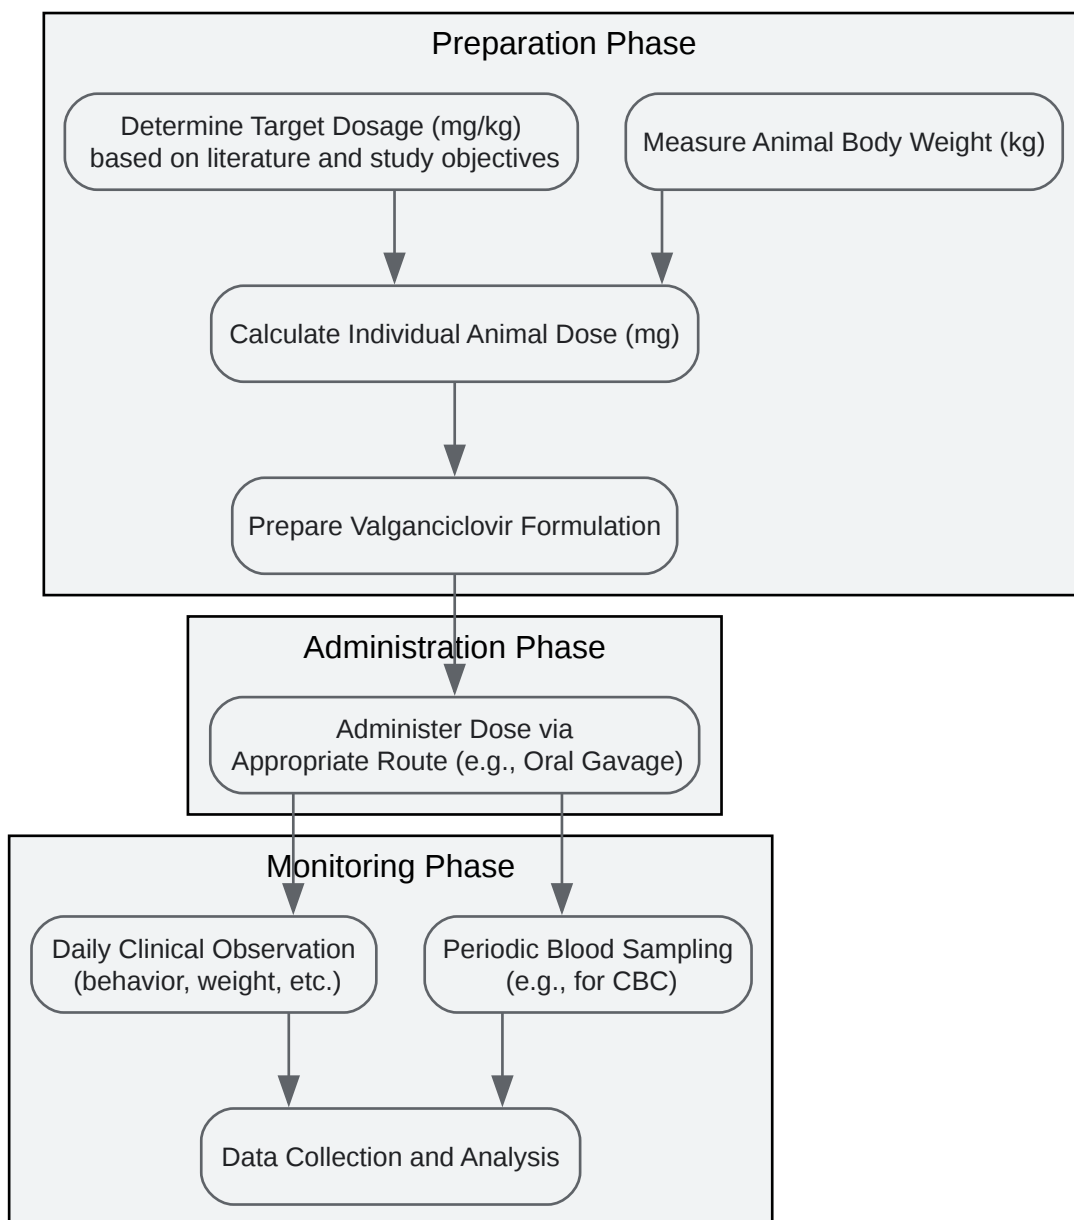 Preparation Phase
Determine Target Dosage (mg/kg)
based on literature and study objectives
Measure Animal Body Weight (kg)
Calculate Individual Animal Dose (mg)
Prepare Valganciclovir Formulation
Administration Phase
Administer Dose via
Appropriate Route (e.g., Oral Gavage)
Monitoring Phase
Daily Clinical Observation
(behavior, weight, etc.)
Periodic Blood Sampling
(e.g., for CBC)
Data Collection and Analysis